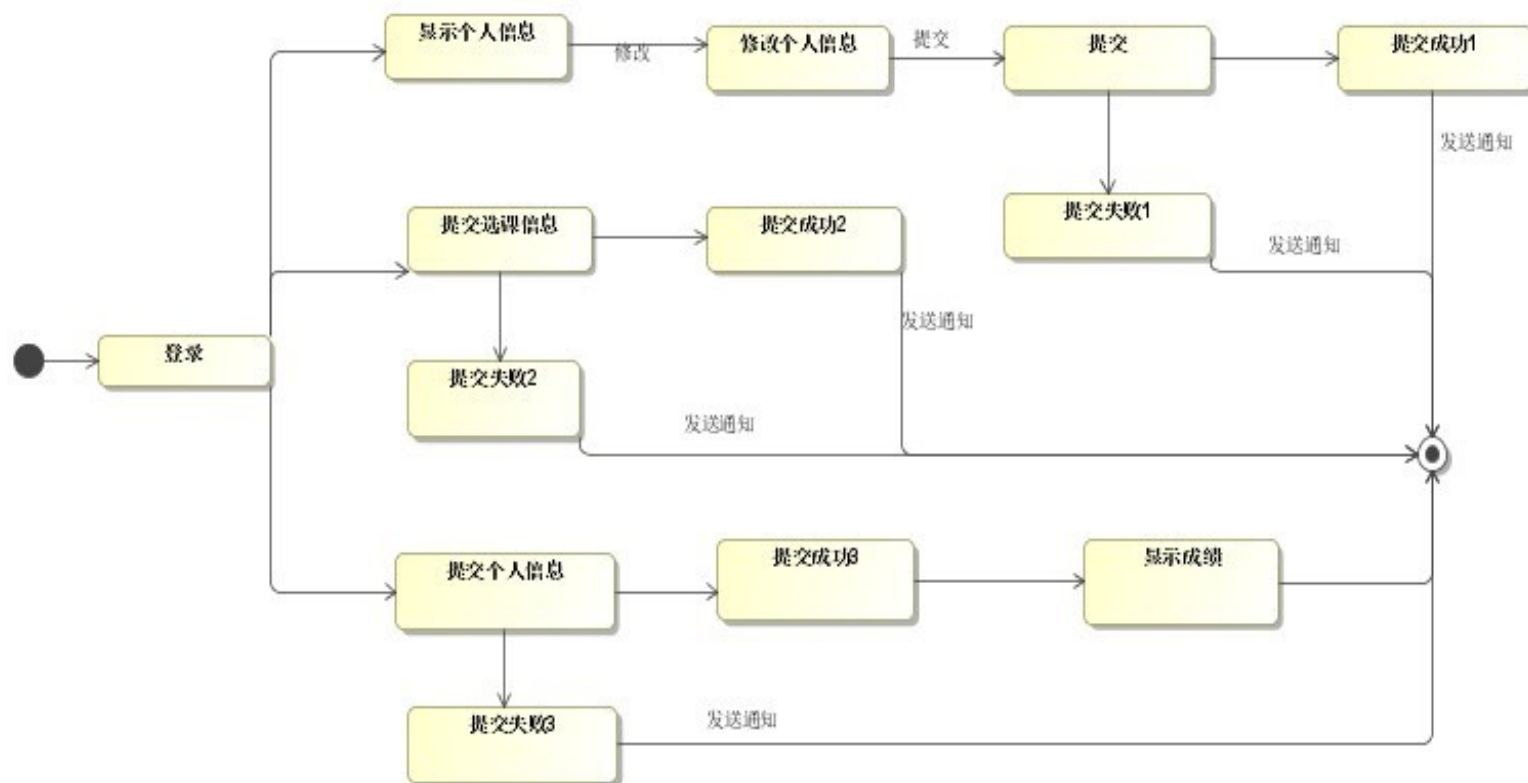 显示个人信息
修改
修改个人信息
提交
提交
提交成功1
发送通知
提交选课信息
提交成功2
提交失败1
发送通知
发送通知
登录
提交失败2
发送通知
提交个人信息
提交成功3
显示成绩
提交失败3
发送通知